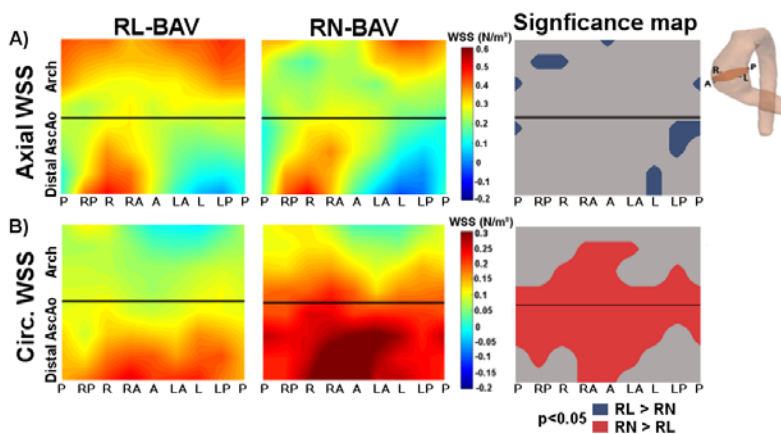 RL-BAV RN-BAV Signficance map
A) Axial WSS
Arch
Distal AscAo
WSS (N/m²)
0.6
0.5
0.4
0.3
0.2
0.1
0
-0.1
-0.2
P RP R RA A LA L LP P
P RP R RA A LA L LP P
P RP R RA A LA L LP P
R P
A L
B) Circ. WSS
Arch
Distal AscAo
WSS (N/m²)
0.3
0.25
0.2
0.15
0.1
0.05
0
-0.05
-0.1
-0.15
-0.2
P RP R RA A LA L LP P
P RP R RA A LA L LP P
P RP R RA A LA L LP P
p<0.05
RL > RN
RN > RL